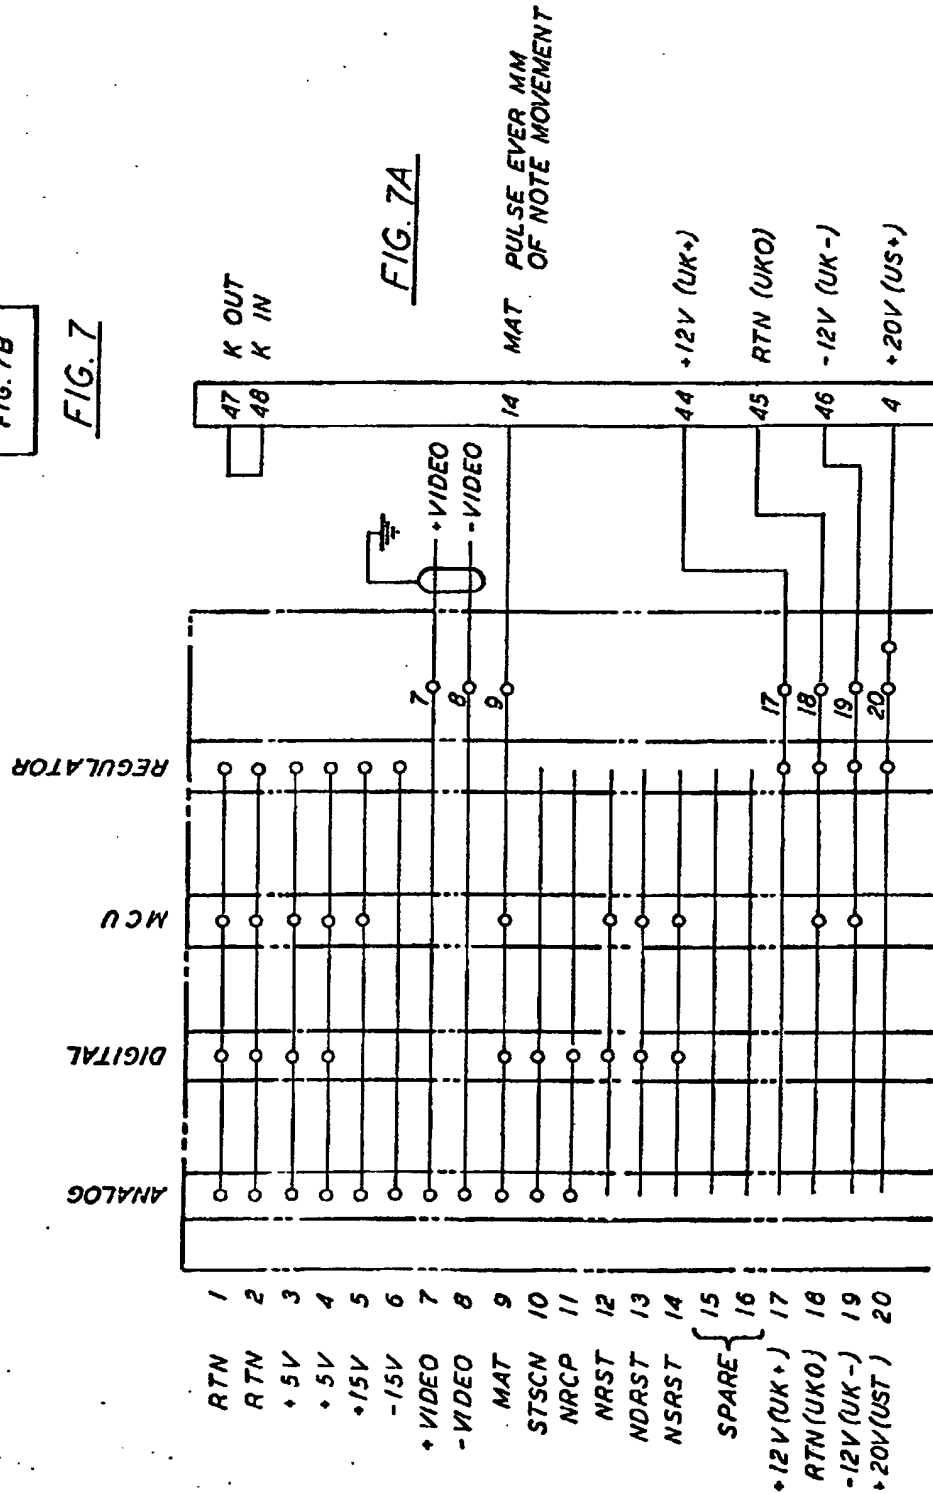 FIG. 7B
FIG. 7
FIG. 7A
REGULATOR
MCU
DIGITAL
ANALOG
47 K OUT
48 K IN
+VIDEO
-VIDEO
14 MAT PULSE EVER MM
OF NOTE MOVEMENT
44 +12V (UK+)
45 RTN (UKO)
46 -12V (UK-)
4 +20V (US+)
7
8
9
17
18
19
20
RTN 1
RTN 2
+5V 3
+5V 4
+15V 5
-15V 6
+VIDEO 7
-VIDEO 8
MAT 9
STSCN 10
NRCP 11
NRST 12
NDRST 13
NSRST 14
SPARE 15
16
+12V (UK+) 17
RTN (UKO) 18
-12V (UK-) 19
+20V (UST) 20